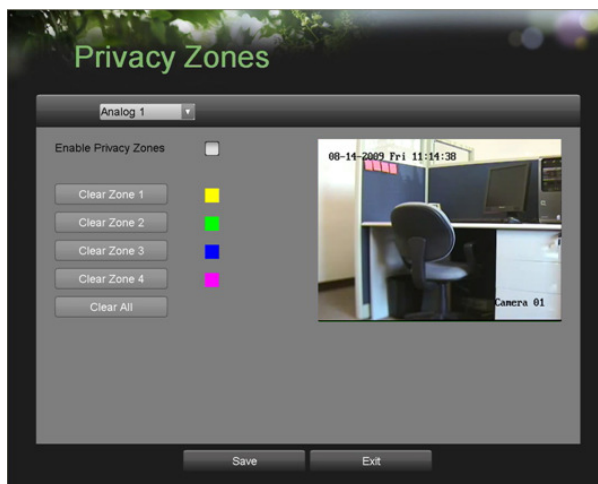 Privacy Zones
Analog 1
Enable Privacy Zones
08-14-2009 Fri 11:14:38
Clear Zone 1
Clear Zone 2
Clear Zone 3
Clear Zone 4
Clear All
Camera 01
Save
Exit